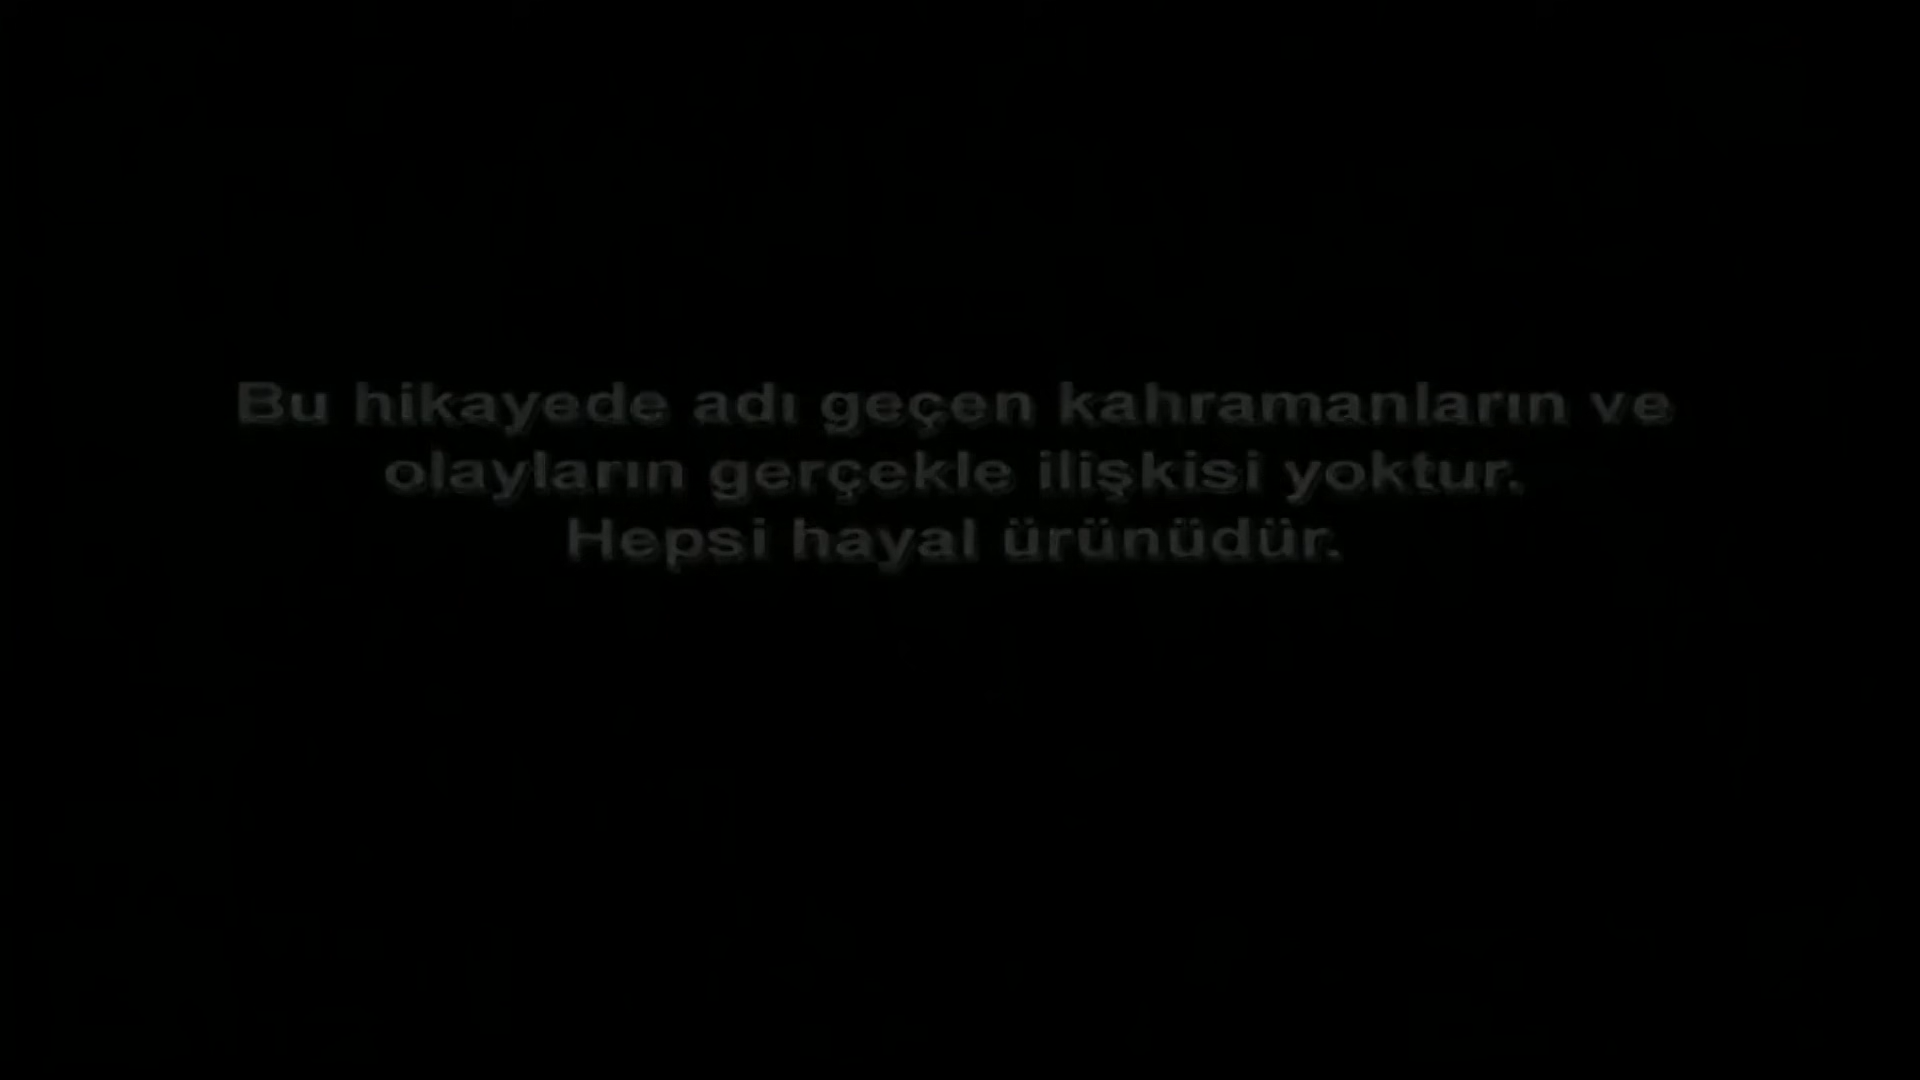 Bu hikayede adı geçen kahramanların ve
olayların gerçekle ilişkisi yoktur.
Hepsi hayal ürünüdür.